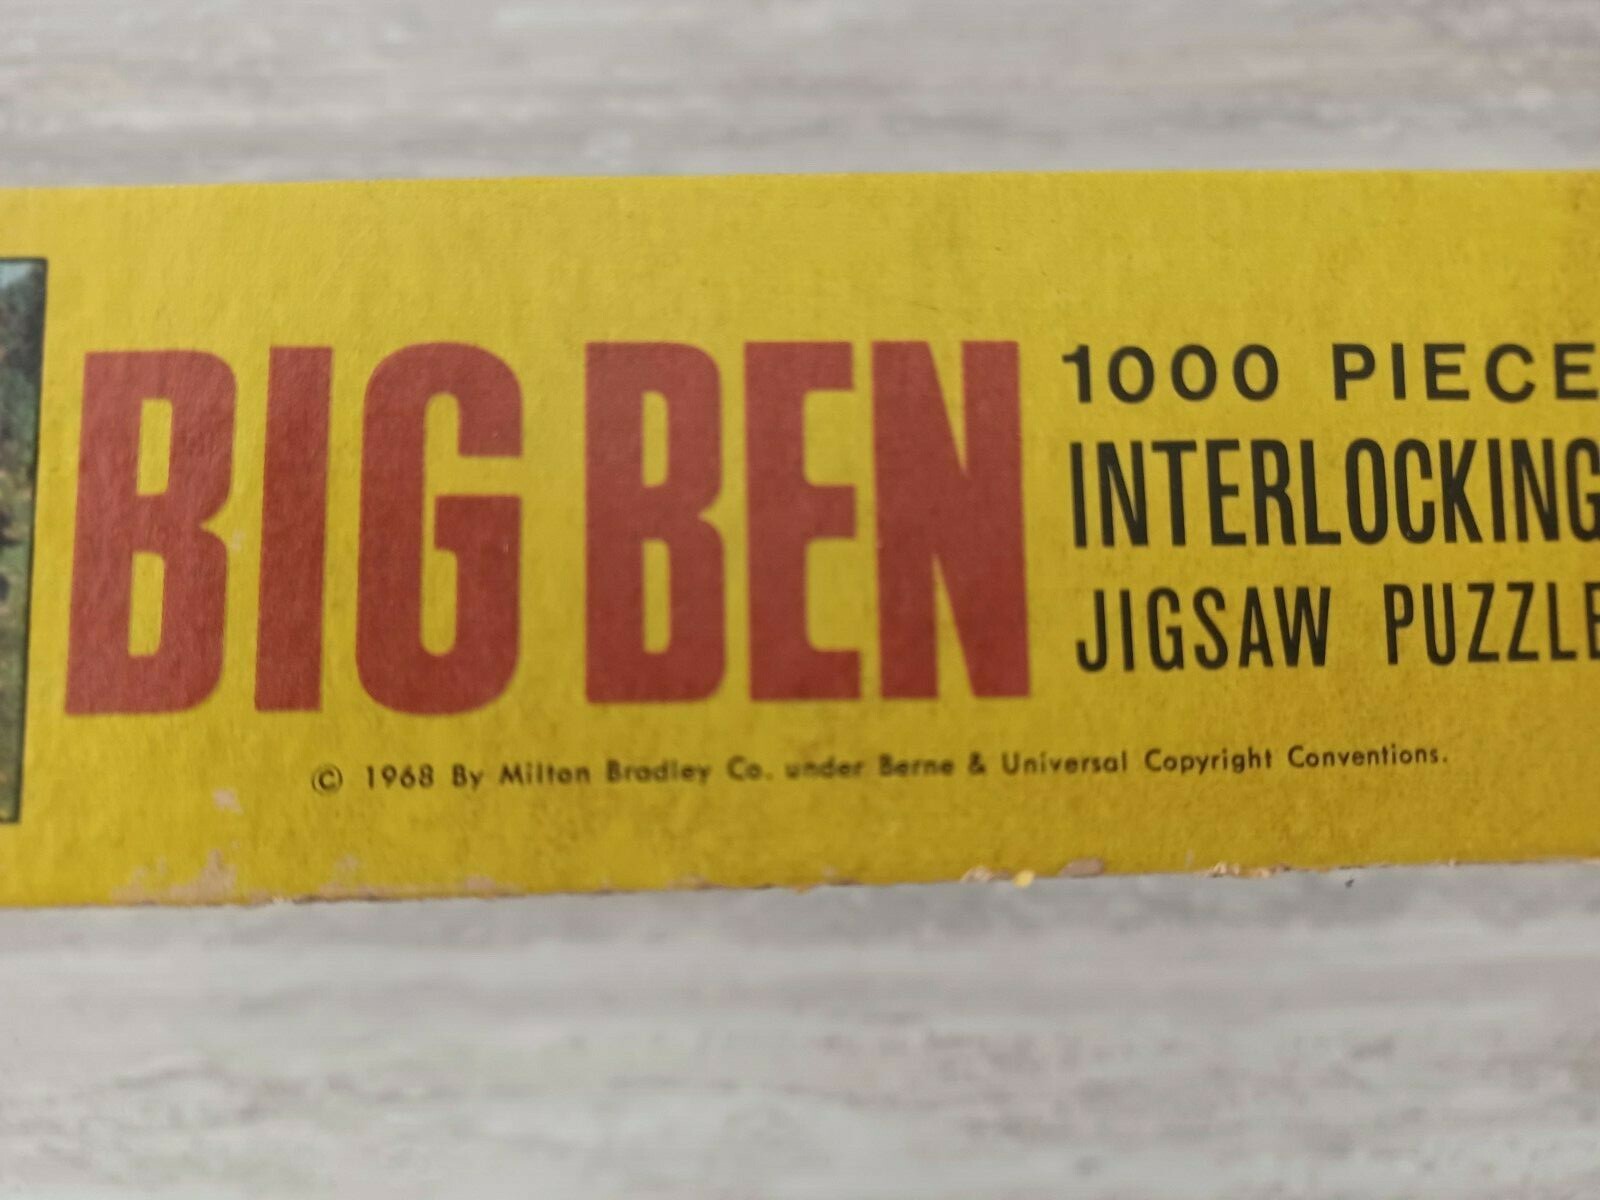 BIG BEN
1000 PIECE
INTERLOCKING
JIGSAW PUZZLE
© 1968 By Milton Bradley Co. under Berne & Universal Copyright Conventions.